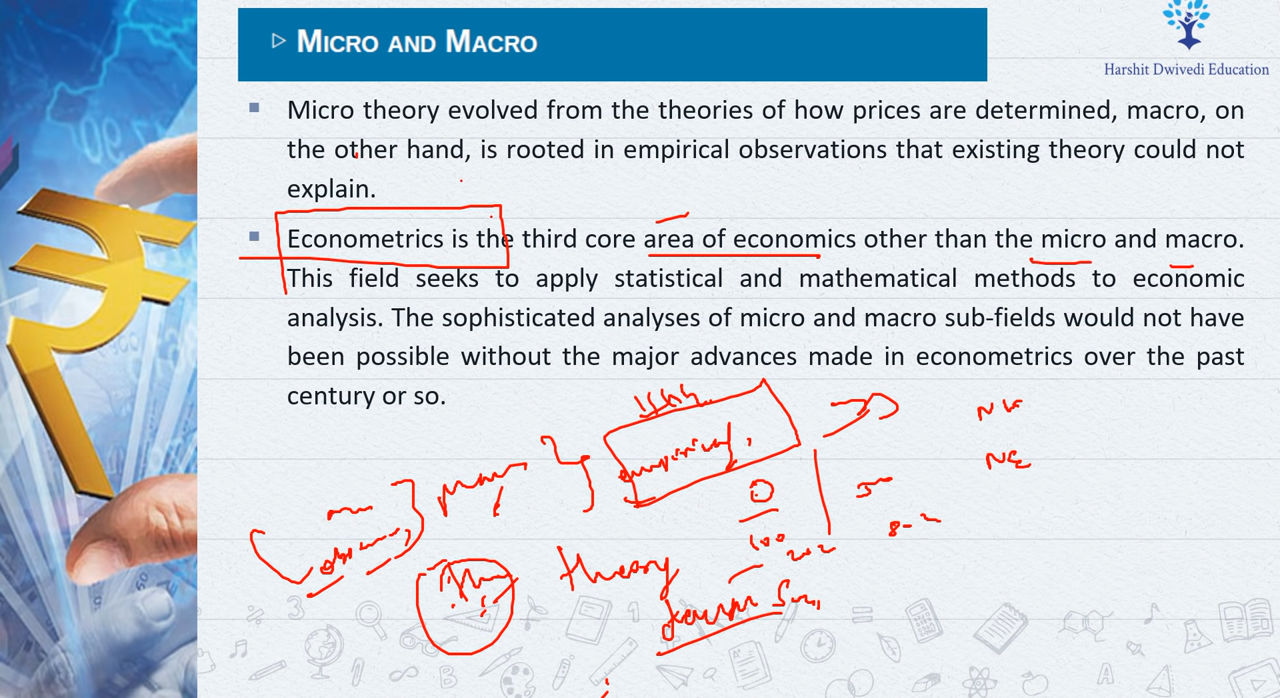 ▷ MICRO AND MACRO
Harshit Dwivedi Education
▪ Micro theory evolved from the theories of how prices are determined, macro, on
the other hand, is rooted in empirical observations that existing theory could not
explain.
▪ Econometrics is the third core area of economics other than the micro and macro.
This field seeks to apply statistical and mathematical methods to economic
analysis. The sophisticated analyses of micro and macro sub-fields would not have
been possible without the major advances made in econometrics over the past
century or so.
empirical
theory
100